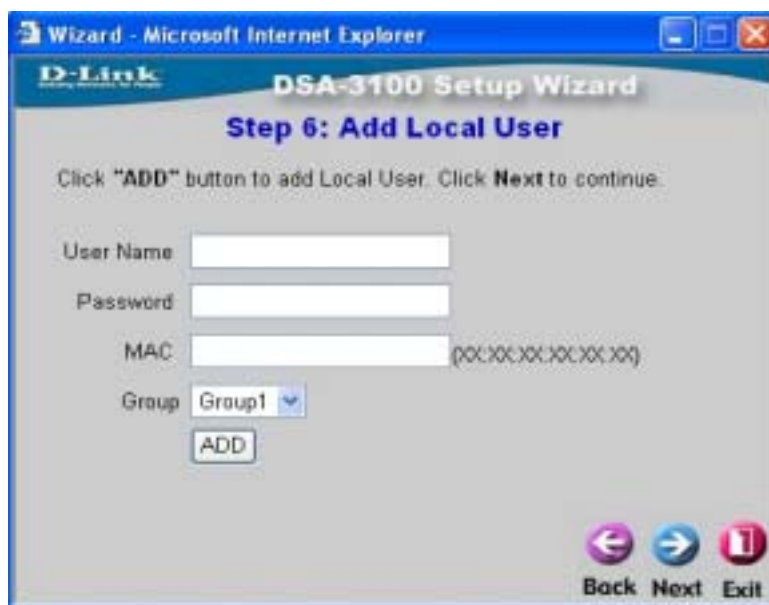 Wizard - Microsoft Internet Explorer
D-Link
DSA-3100 Setup Wizard
Step 6: Add Local User
Click "ADD" button to add Local User. Click Next to continue.
User Name
Password
MAC (XX:XX:XX:XX:XX:XX)
Group Group1
ADD
Back Next Exit